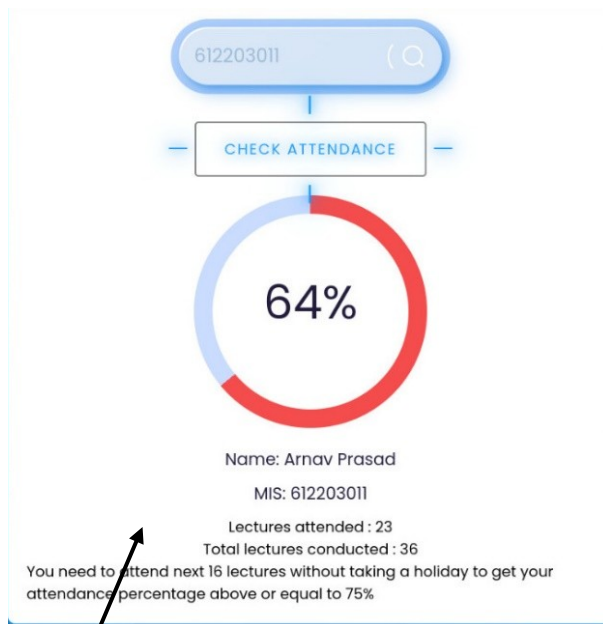 612203011
CHECK ATTENDANCE
64%
Name: Arnav Prasad
MIS: 612203011
Lectures attended : 23
Total lectures conducted : 36
You need to attend next 16 lectures without taking a holiday to get your
attendance percentage above or equal to 75%